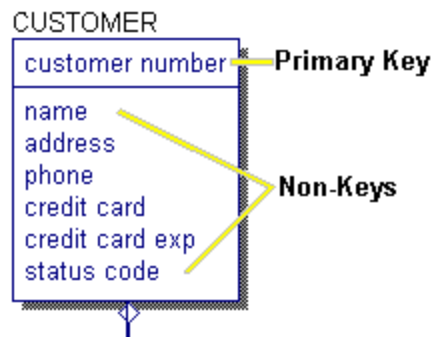 CUSTOMER
customer number
Primary Key
name
address
phone
Non-Keys
credit card
credit card exp
status code